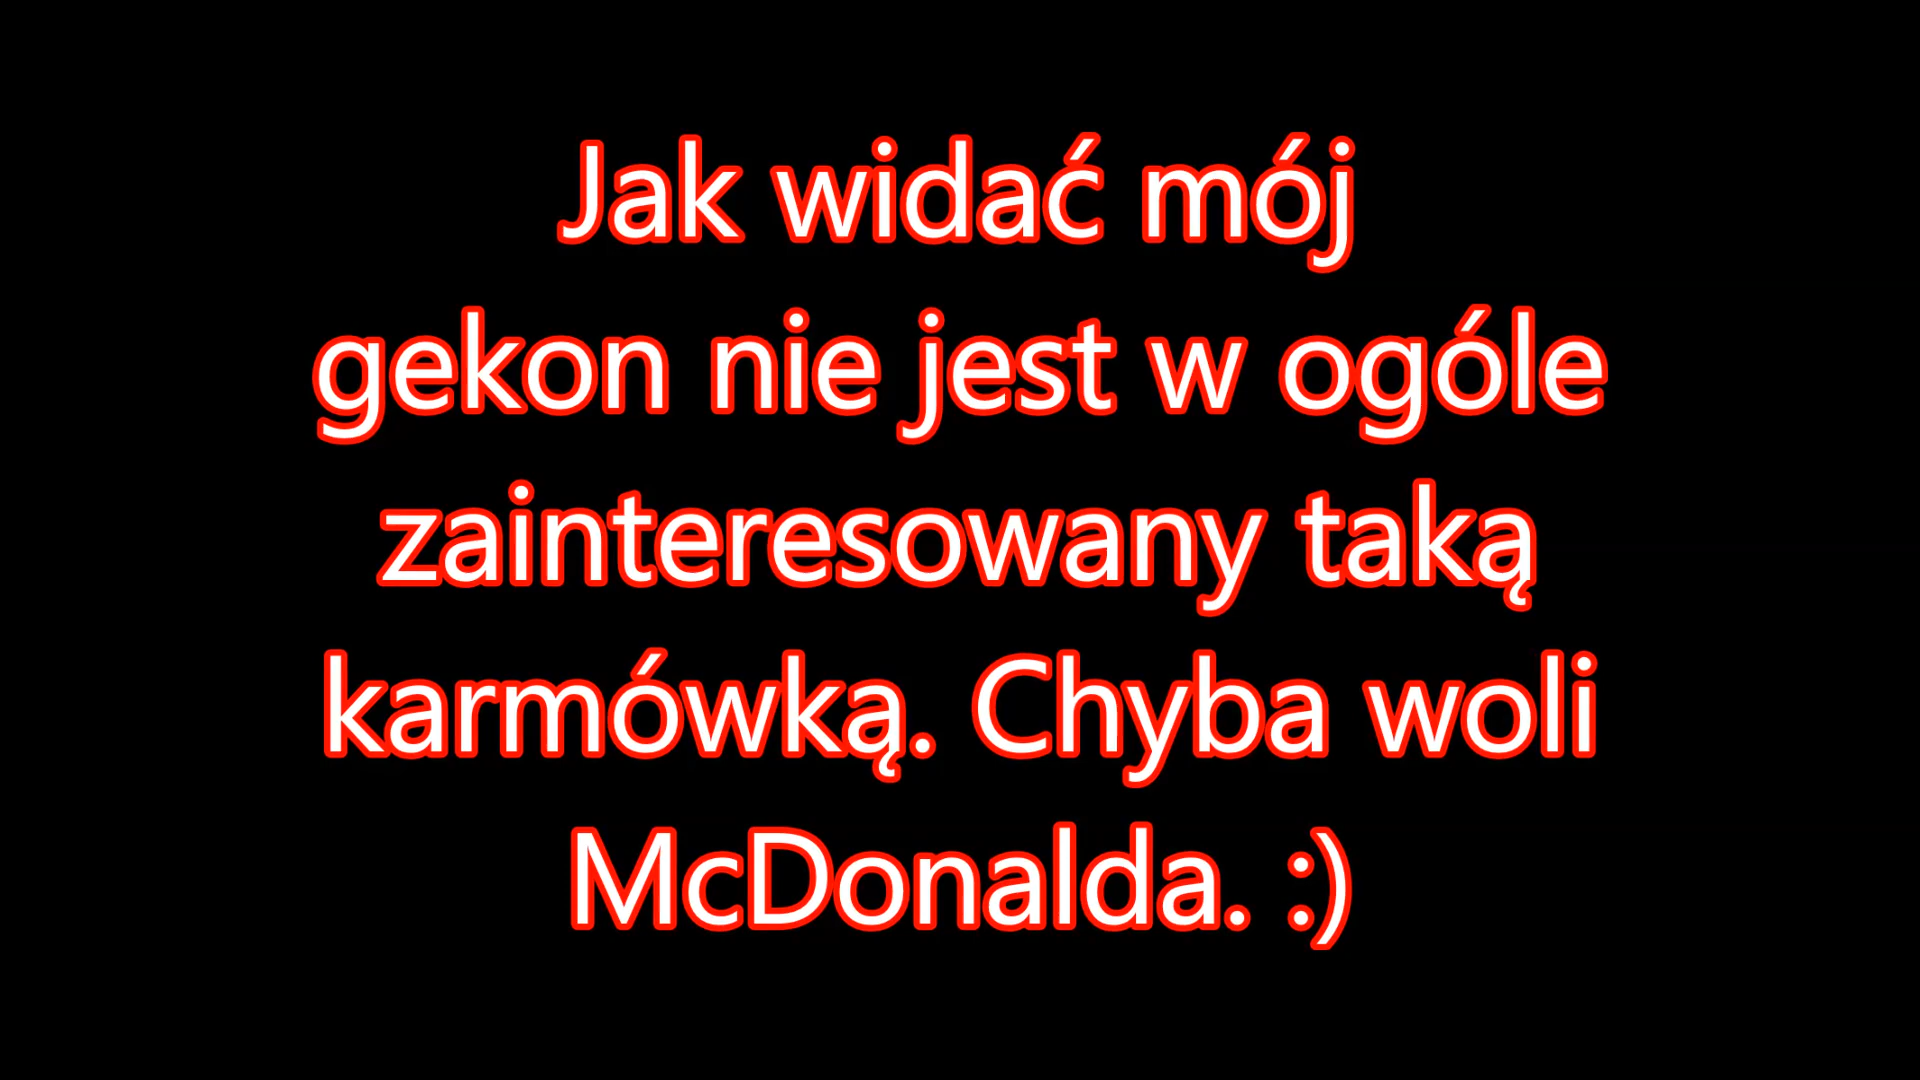 Jak widać mój
gekon nie jest w ogóle
zainteresowany taką
karmówką. Chyba woli
McDonalda. :)